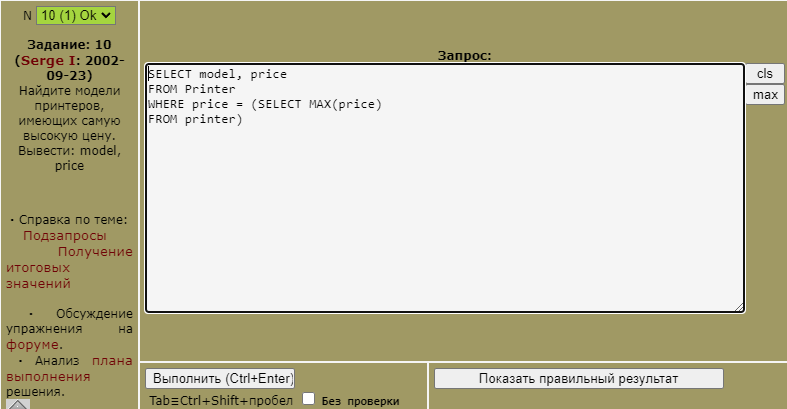 N 10 (1) Ok
Задание: 10
(Serge I: 2002-
09-23)
Найдите модели
принтеров,
имеющих самую
высокую цену.
Вывести: model,
price
· Справка по теме:
Подзапросы
Получение
итоговых
значений
· Обсуждение
упражнения на
форуме.
· Анализ плана
выполнения
решения.
Запрос:
SELECT model, price
FROM Printer
WHERE price = (SELECT MAX(price)
FROM printer)
cls
max
Выполнить (Ctrl+Enter)
Показать правильный результат
Tab≡Ctrl+Shift+пробел Без проверки